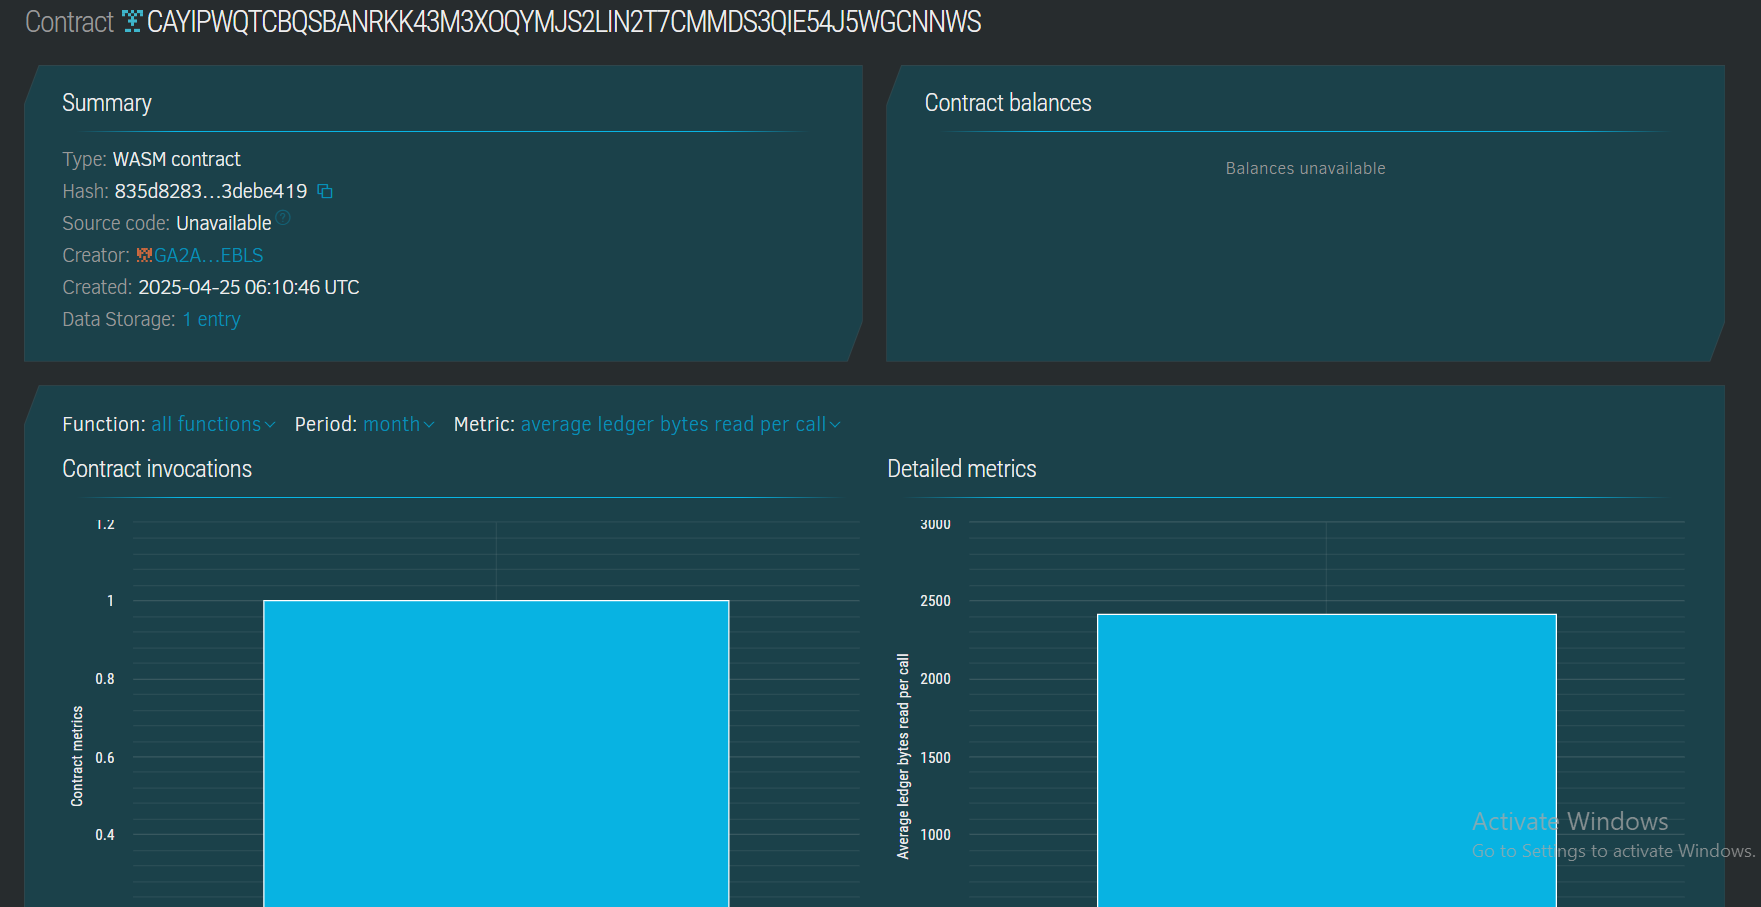 Contract CAYIPWQTCBQSBANRKK43M3XOQYMJS2LIN2T7CMMDS3QIE54J5WGCNNWS
Summary
Type: WASM contract
Hash: 835d8283...3debe419
Source code: Unavailable
Creator: GA2A...EBLS
Created: 2025-04-25 06:10:46 UTC
Data Storage: 1 entry
Contract balances
Balances unavailable
Function: all functions Period: month Metric: average ledger bytes read per call
Contract invocations
1.2
1
0.8
0.6
0.4
Contract metrics
Detailed metrics
3000
2500
2000
1500
1000
Average ledger bytes read per call
Activate Windows
Go to Settings to activate Windows.